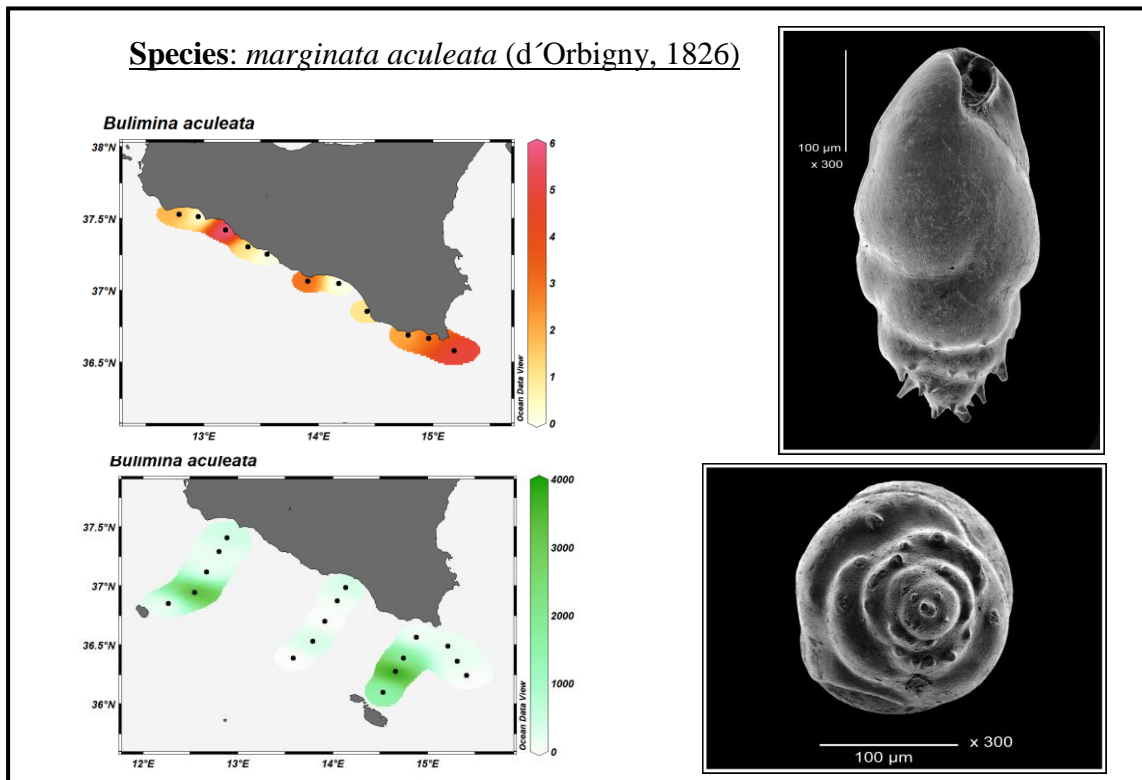 Species: marginata aculeata (d´Orbigny, 1826)
Bulimina aculeata
38°N
37.5°N
37°N
36.5°N
13°E
14°E
15°E
6
5
4
3
2
1
0
Ocean Data View
100 µm
x 300
Bulimina aculeata
37.5°N
37°N
36.5°N
36°N
12°E
13°E
14°E
15°E
4000
3000
2000
1000
0
Ocean Data View
100 µm
x 300